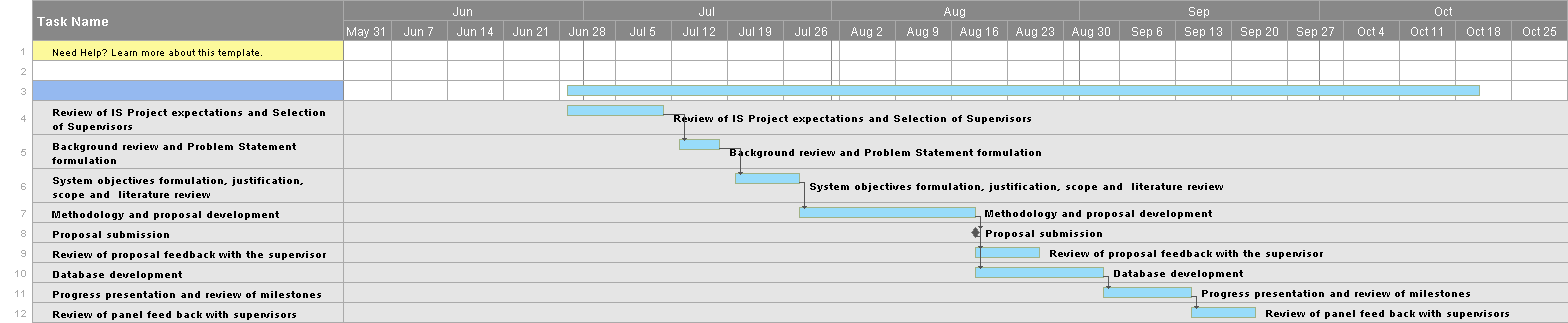 Task Name
Jun Jul Aug Sep Oct
May 31 Jun 7 Jun 14 Jun 21 Jun 28 Jul 5 Jul 12 Jul 19 Jul 26 Aug 2 Aug 9 Aug 16 Aug 23 Aug 30 Sep 6 Sep 13 Sep 20 Sep 27 Oct 4 Oct 11 Oct 18 Oct 25
1 Need Help? Learn more about this template.
2
3
4 Review of IS Project expectations and Selection
of Supervisors
Review of IS Project expectations and Selection of Supervisors
5 Background review and Problem Statement
formulation
Background review and Problem Statement formulation
6 System objectives formulation, justification,
scope and literature review
System objectives formulation, justification, scope and literature review
7 Methodology and proposal development
Methodology and proposal development
8 Proposal submission
Proposal submission
9 Review of proposal feedback with the supervisor
Review of proposal feedback with the supervisor
10 Database development
Database development
11 Progress presentation and review of milestones
Progress presentation and review of milestones
12 Review of panel feed back with supervisors
Review of panel feed back with supervisors